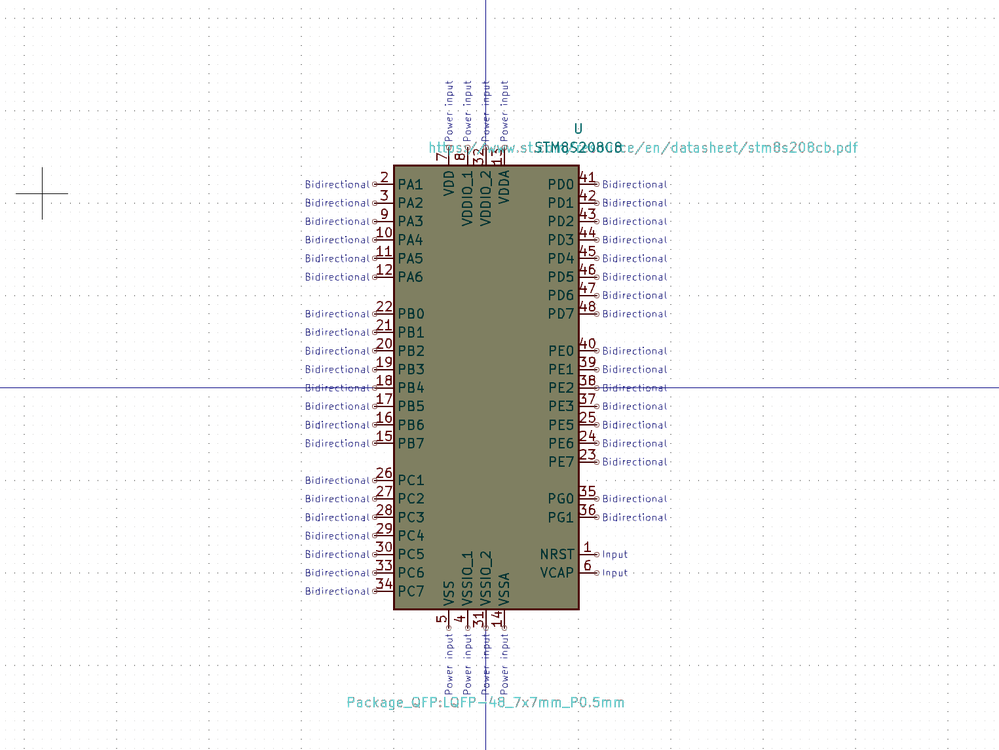 Power input Power input Power input Power input
U
STM8S208CB
/en/datasheet/stm8s208cb.pdf
7 8 32 13
VDD VDDIO_1 VDDIO_2 VDDA
Bidirectional 2 PA1 PD0 41 Bidirectional
Bidirectional 3 PA2 PD1 42 Bidirectional
Bidirectional 9 PA3 PD2 43 Bidirectional
Bidirectional 10 PA4 PD3 44 Bidirectional
Bidirectional 11 PA5 PD4 45 Bidirectional
Bidirectional 12 PA6 PD5 46 Bidirectional
PD6 47 Bidirectional
Bidirectional 22 PB0 PD7 48 Bidirectional
Bidirectional 21 PB1
Bidirectional 20 PB2 PE0 40 Bidirectional
Bidirectional 19 PB3 PE1 39 Bidirectional
Bidirectional 18 PB4 PE2 38 Bidirectional
Bidirectional 17 PB5 PE3 37 Bidirectional
Bidirectional 16 PB6 PE5 25 Bidirectional
Bidirectional 15 PB7 PE6 24 Bidirectional
PE7 23 Bidirectional
Bidirectional 26 PC1
Bidirectional 27 PC2 PG0 35 Bidirectional
Bidirectional 28 PC3 PG1 36 Bidirectional
Bidirectional 29 PC4
Bidirectional 30 PC5 NRST 1 Input
Bidirectional 33 PC6 VCAP 6 Input
Bidirectional 34 PC7
VSS VSSIO_1 VSSIO_2 VSSA
5 4 31 14
Power input Power input Power input Power input
Package_QFP:LQFP-48_7x7mm_P0.5mm